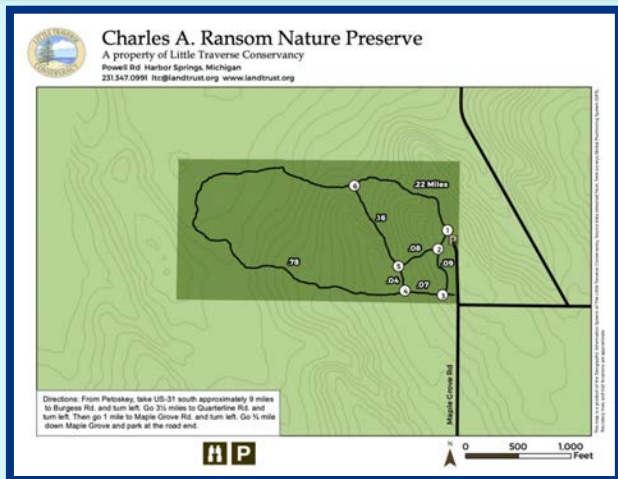 LITTLE TRAVERSE
CONSERVANCY
Charles A. Ransom Nature Preserve
A property of Little Traverse Conservancy
Powell Rd Harbor Springs, Michigan
231.347.0991 ltc@landtrust.org www.landtrust.org
6
.22 Miles
1
P
.16
.08
2
5
.09
.78
.04
4
.07
3
Maple Grove Rd
Directions: From Petoskey, take US-31 south approximately 9 miles
to Burgess Rd. and turn left. Go 3½ miles to Quarterline Rd. and
turn left. Then go 1 mile to Maple Grove Rd. and turn left. Go ¾ mile
down Maple Grove and park at the road end.
P
N
0 500 1,000
Feet